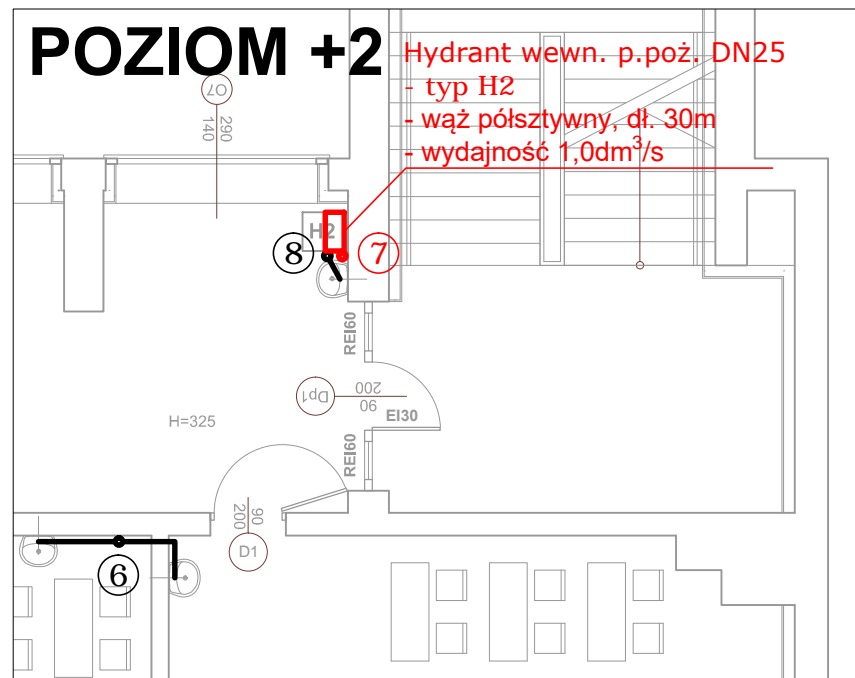 POZIOM +2
Hydrant wewn. p.poż. DN25
- typ H2
- wąż półsztywny, dł. 30m
- wydajność 1,0dm³/s
O7
290
140
H2
8
7
REI60
Dp1
200
90
EI30
H=325
REI60
90
200
D1
6